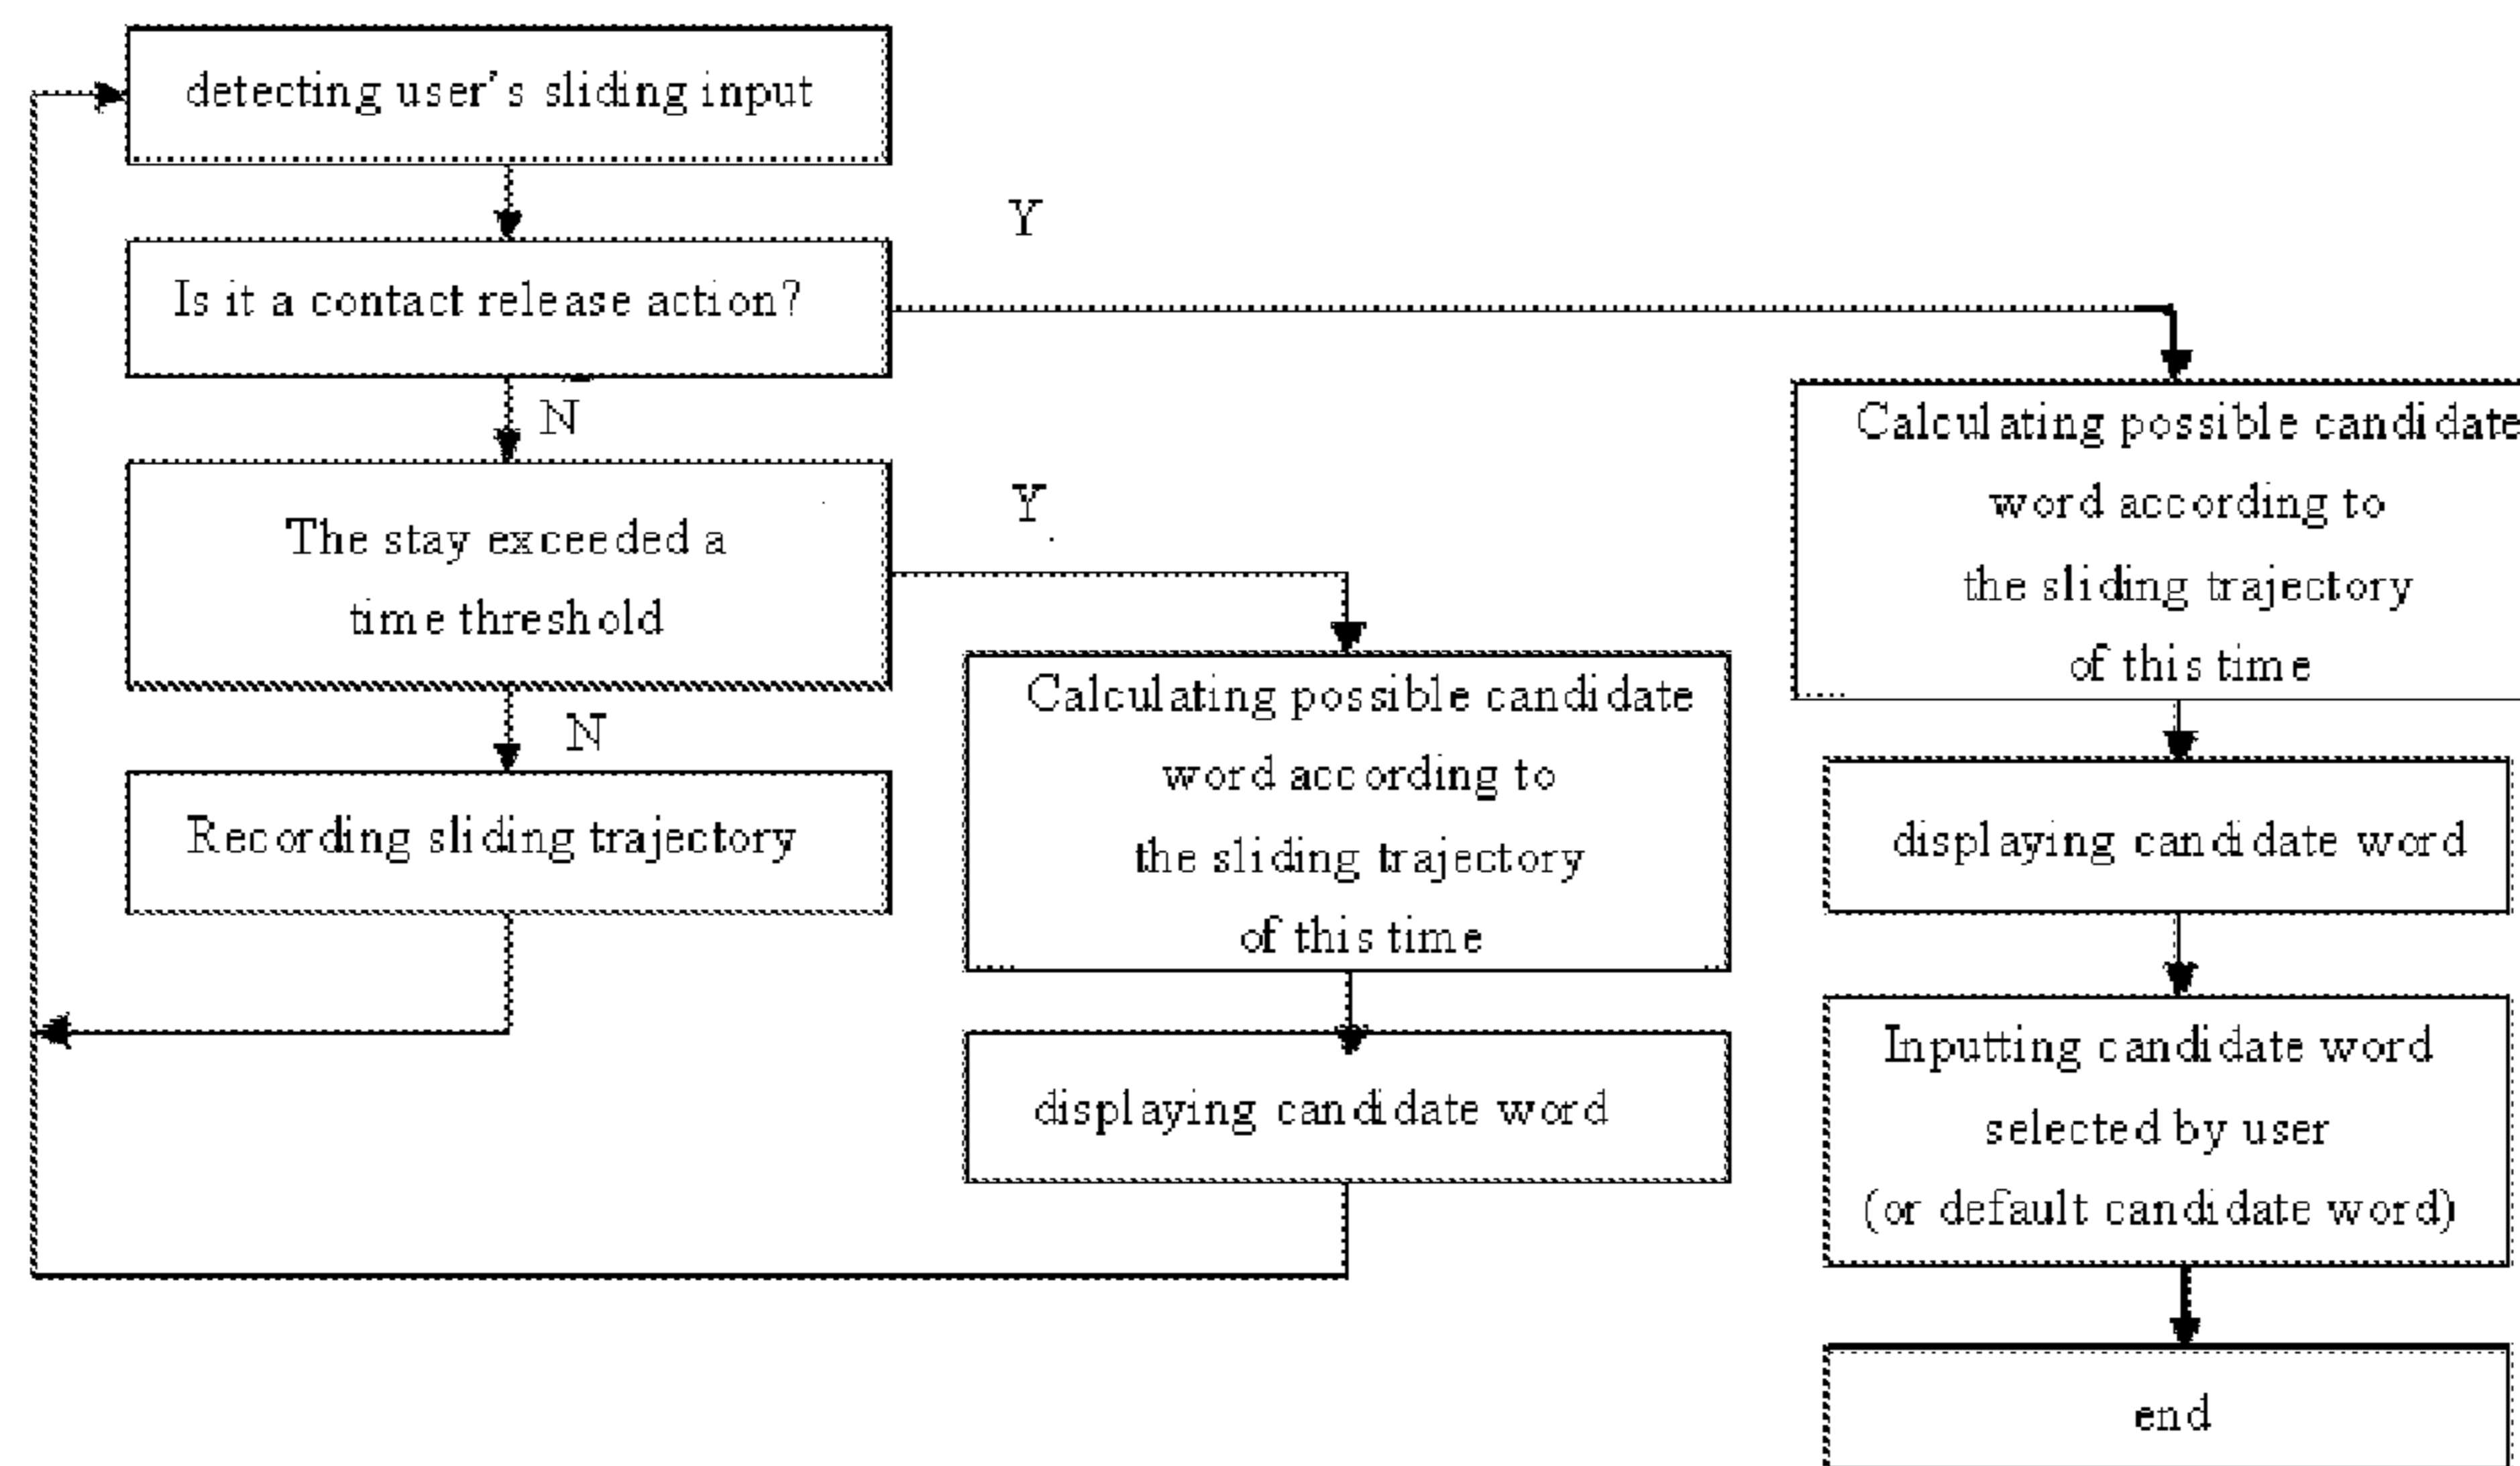 detecting user's sliding input
Is it a contact release action?
Y
N
The stay exceeded a
time threshold
Y
N
Recording sliding trajectory
Calculating possible candidate
word according to
the sliding trajectory
of this time
displaying candidate word
Calculating possible candidate
word according to
the sliding trajectory
of this time
displaying candidate word
Inputting candidate word
selected by user
(or default candidate word)
end